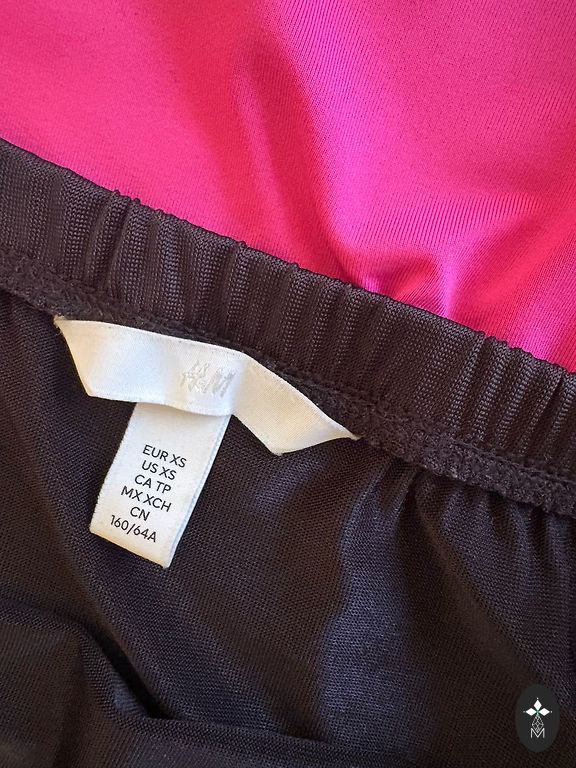 H&M
EUR XS
US XS
CA TP
MX XCH
CN
160/64A
M